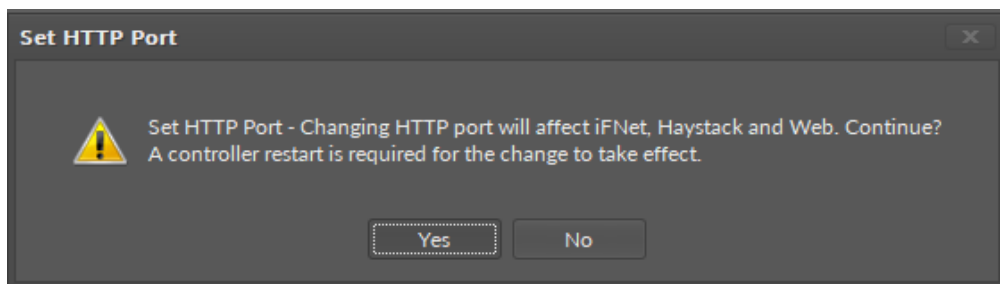 Set HTTP Port
Set HTTP Port - Changing HTTP port will affect iFNet, Haystack and Web. Continue?
A controller restart is required for the change to take effect.
Yes
No